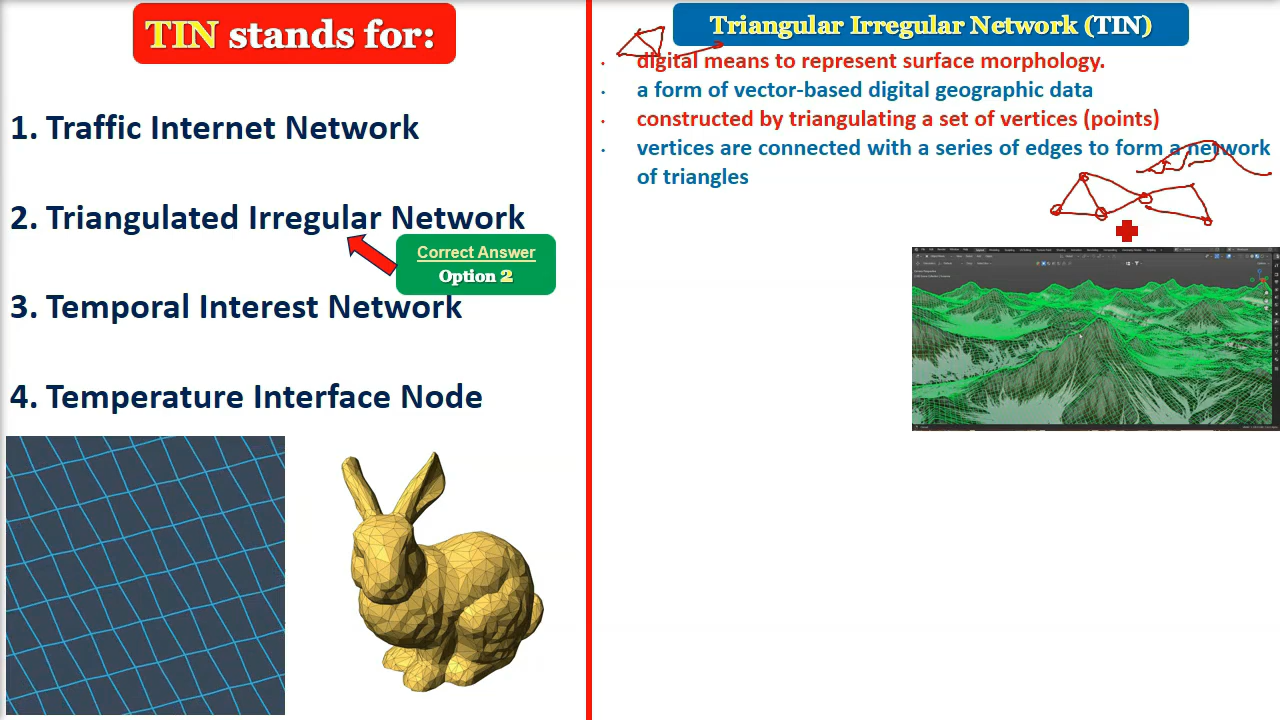 TIN stands for:
1. Traffic Internet Network
2. Triangulated Irregular Network
Correct Answer
Option 2
3. Temporal Interest Network
4. Temperature Interface Node
Triangular Irregular Network (TIN)
• digital means to represent surface morphology.
• a form of vector-based digital geographic data
• constructed by triangulating a set of vertices (points)
• vertices are connected with a series of edges to form a network
of triangles